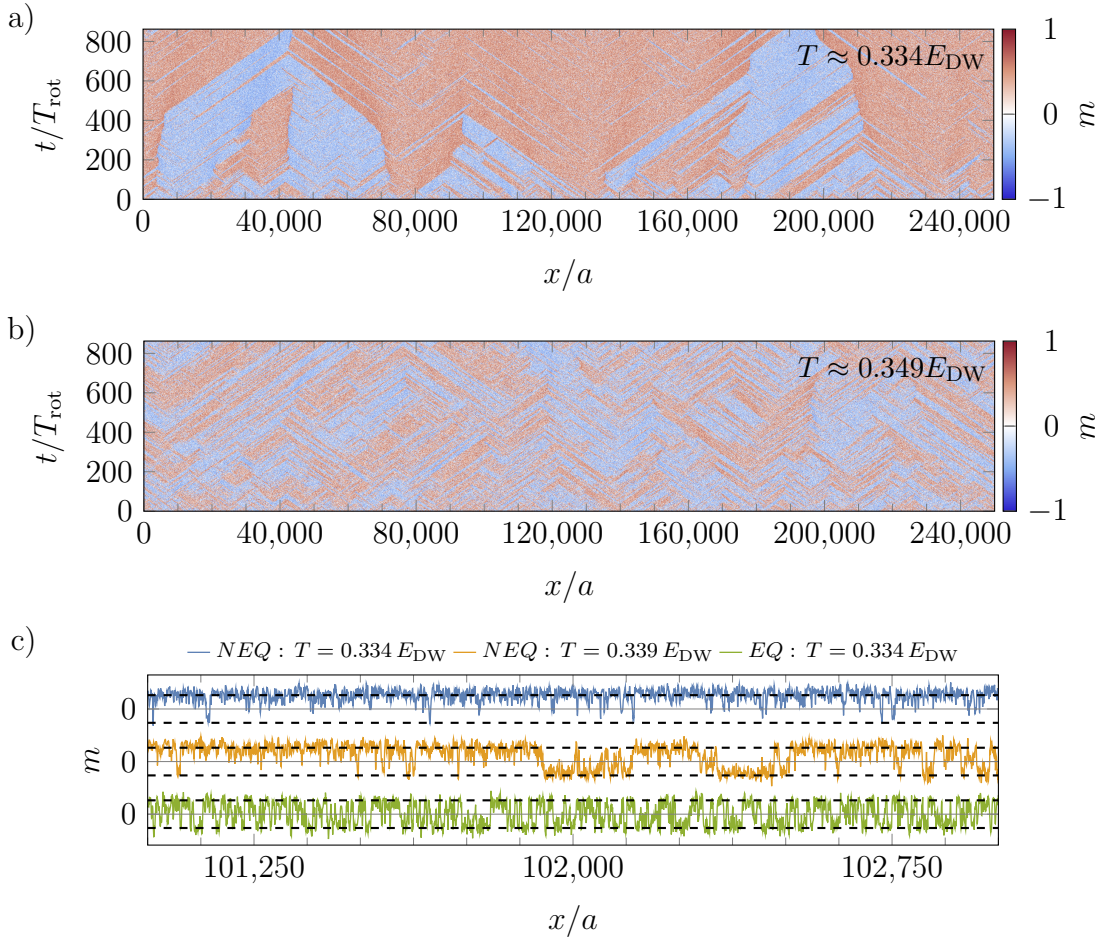 a)
800
600
400
200
0
t/T_rot
T ≈ 0.334E_DW
1
0
−1
m
0 40,000 80,000 120,000 160,000 200,000 240,000
x/a
b)
800
600
400
200
0
t/T_rot
T ≈ 0.349E_DW
1
0
−1
m
0 40,000 80,000 120,000 160,000 200,000 240,000
x/a
c)
NEQ : T = 0.334 E_DW NEQ : T = 0.339 E_DW EQ : T = 0.334 E_DW
0
0
0
m
101,250 102,000 102,750
x/a